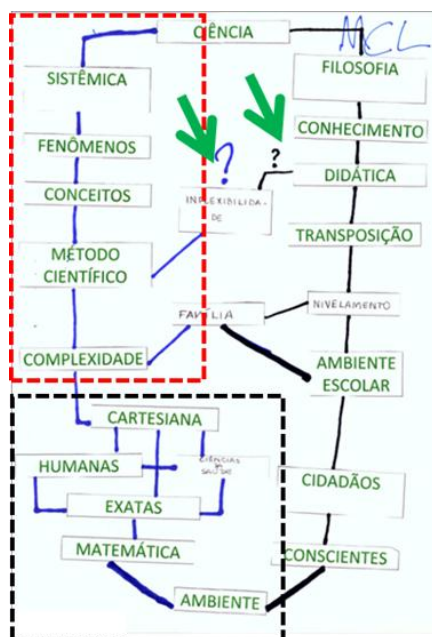 CIÊNCIA
MCL
SISTÊMICA
FILOSOFIA
CONHECIMENTO
FENÔMENOS
?
?
DIDÁTICA
CONCEITOS
INFLEXIBILIDA-
DE
TRANSPOSIÇÃO
MÉTODO
CIENTÍFICO
NIVELAMENTO
FAMÍLIA
COMPLEXIDADE
AMBIENTE
ESCOLAR
CARTESIANA
HUMANAS
CIÊNCIAS DA
SAÚDE
CIDADÃOS
EXATAS
MATEMÁTICA
CONSCIENTES
AMBIENTE